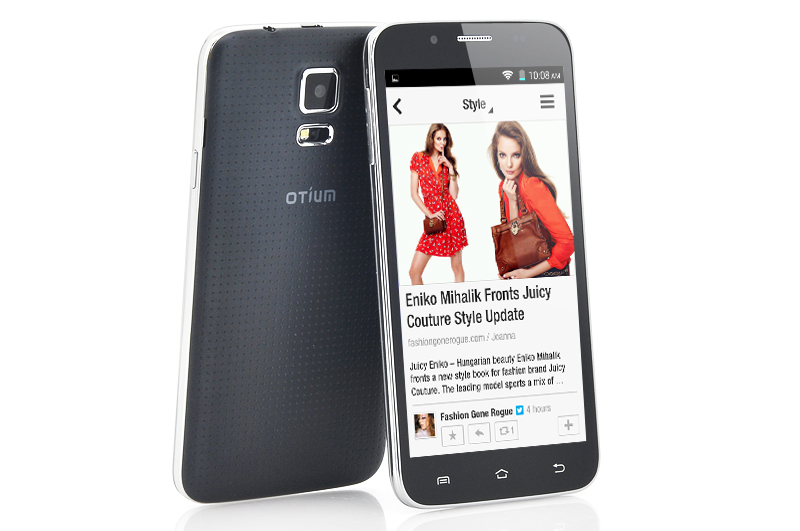 OTIUM
10:08 AM
Style
Eniko Mihalik Fronts Juicy
Couture Style Update
fashiongonerogue.com / Joanna
Juicy Eniko – Hungarian beauty Eniko Mihalik
fronts a new style book for fashion brand Juicy
Couture. The leading model sports a mix of ...
Fashion Gone Rogue 4 hours
1